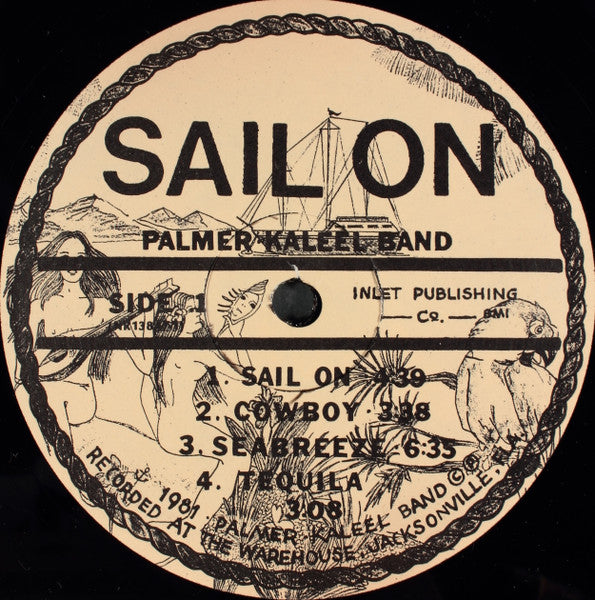 SAIL ON
PALMER KALEEL BAND
SIDE 1
INLET PUBLISHING
Co. BMI
1. SAIL ON 4:39
2. COWBOY 3:38
3. SEABREEZE 6:35
4. TEQUILA
3:08
1981 PALMER KALEEL BAND © ℗
RECORDED AT THE WAREHOUSE, JACKSONVILLE, FLA.